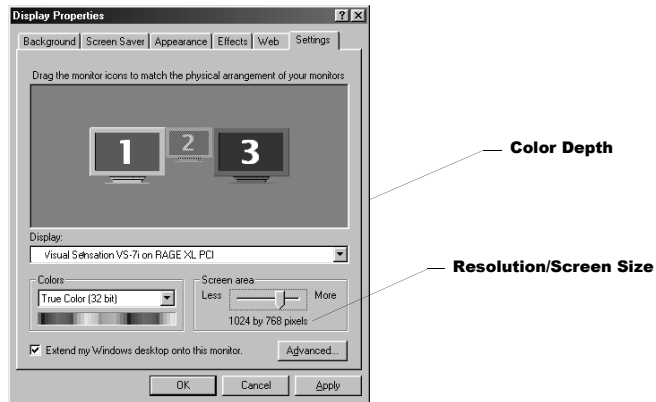 Display Properties
Background Screen Saver Appearance Effects Web Settings
Drag the monitor icons to match the physical arrangement of your monitors
1 2 3
Color Depth
Display:
Visual Sensation VS-7i on RAGE XL PCI
Colors
Screen area
Resolution/Screen Size
True Color (32 bit)
Less More
1024 by 768 pixels
Extend my Windows desktop onto this monitor.
Advanced...
OK Cancel Apply